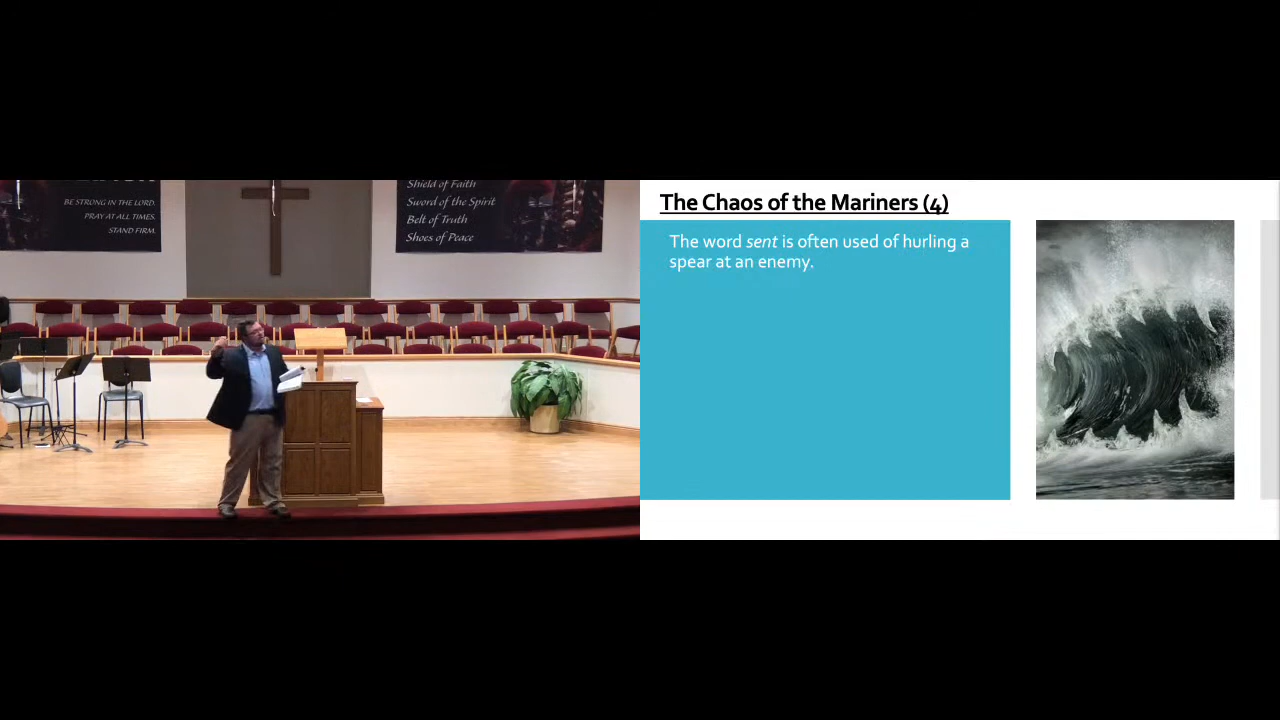 BE STRONG IN THE LORD.
PRAY AT ALL TIMES.
STAND FIRM.
Shield of Faith
Sword of the Spirit
Belt of Truth
Shoes of Peace
The Chaos of the Mariners (4)
The word sent is often used of hurling a
spear at an enemy.